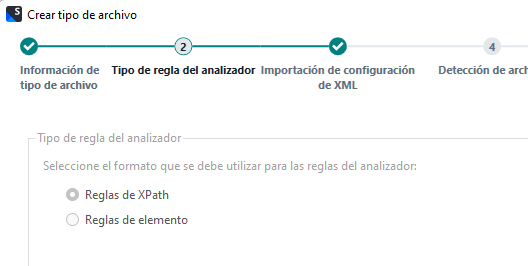 S Crear tipo de archivo
2
4
Información de tipo de archivo
Tipo de regla del analizador
Importación de configuración de XML
Detección de
Tipo de regla del analizador
Seleccione el formato que se debe utilizar para las reglas del analizador:
Reglas de XPath
Reglas de elemento